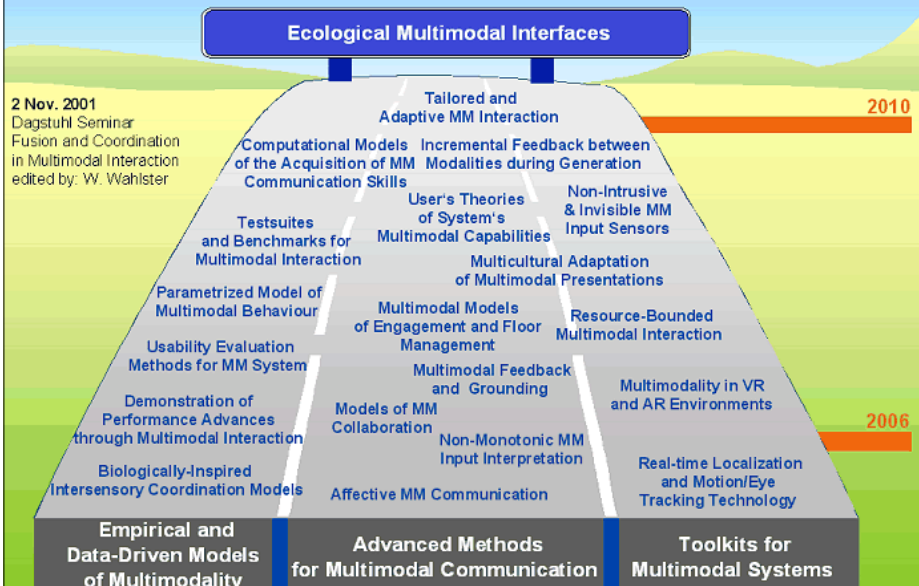 Ecological Multimodal Interfaces
2 Nov. 2001
Dagstuhl Seminar
Fusion and Coordination
in Multimodal Interaction
edited by: W. Wahlster
2010
Tailored and
Adaptive MM Interaction
Computational Models
of the Acquisition of MM
Communication Skills
Incremental Feedback between
Modalities during Generation
User's Theories
of System's
Multimodal Capabilities
Non-Intrusive
& Invisible MM
Input Sensors
Testsuites
and Benchmarks for
Multimodal Interaction
Multicultural Adaptation
of Multimodal Presentations
Parametrized Model of
Multimodal Behaviour
Multimodal Models
of Engagement and Floor
Management
Resource-Bounded
Multimodal Interaction
Usability Evaluation
Methods for MM System
Multimodal Feedback
and Grounding
Multimodality in VR
and AR Environments
2006
Demonstration of
Performance Advances
through Multimodal Interaction
Models of MM
Collaboration
Non-Monotonic MM
Input Interpretation
Biologically-Inspired
Intersensory Coordination Models
Affective MM Communication
Real-time Localization
and Motion/Eye
Tracking Technology
Empirical and
Data-Driven Models
of Multimodality
Advanced Methods
for Multimodal Communication
Toolkits for
Multimodal Systems